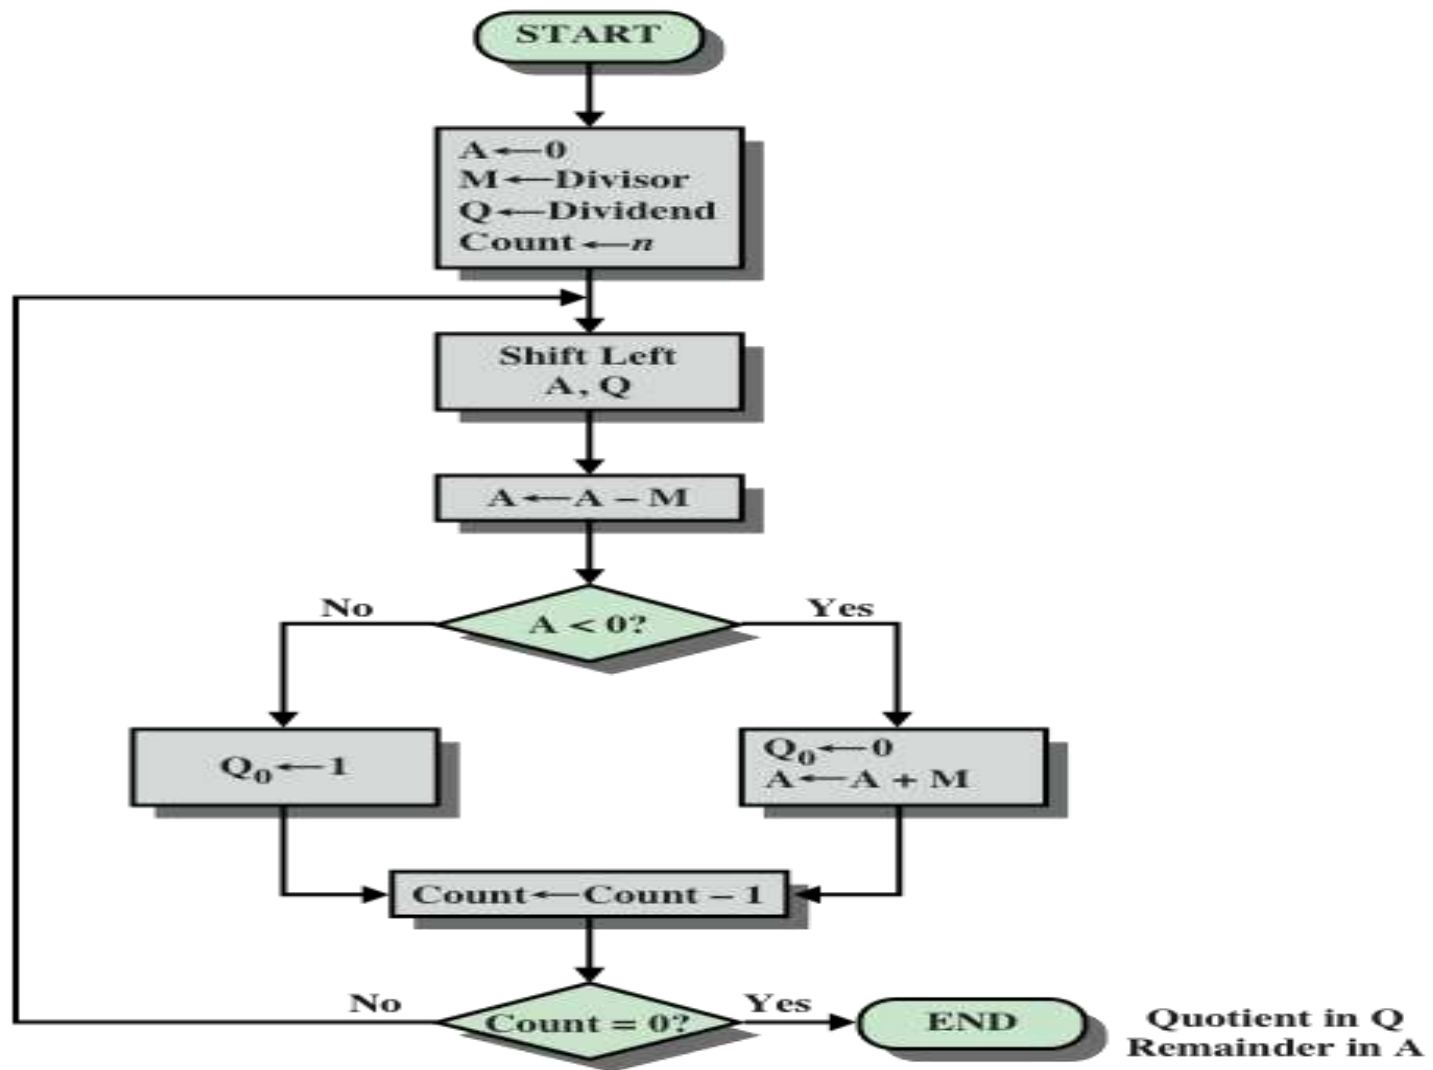 START
A←0
M←Divisor
Q←Dividend
Count←n
Shift Left
A, Q
A←A – M
A < 0?
No
Yes
Q₀←1
Q₀←0
A←A + M
Count←Count – 1
Count = 0?
No
Yes
END
Quotient in Q
Remainder in A